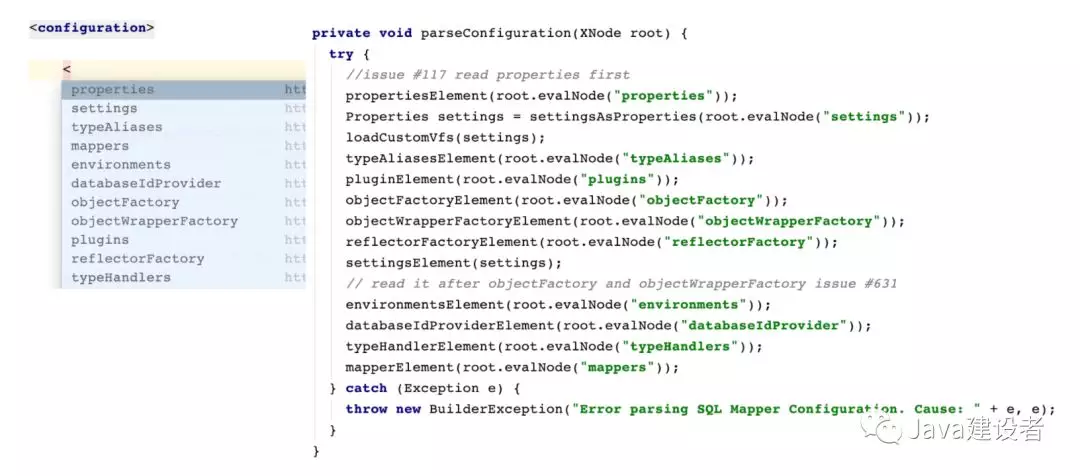 <configuration>
<
properties htt
settings htt
typeAliases htt
mappers htt
environments htt
databaseIdProvider htt
objectFactory htt
objectWrapperFactory htt
plugins htt
reflectorFactory htt
typeHandlers htt
private void parseConfiguration(XNode root) {
try {
//issue #117 read properties first
propertiesElement(root.evalNode("properties"));
Properties settings = settingsAsProperties(root.evalNode("settings"));
loadCustomVfs(settings);
typeAliasesElement(root.evalNode("typeAliases"));
pluginElement(root.evalNode("plugins"));
objectFactoryElement(root.evalNode("objectFactory"));
objectWrapperFactoryElement(root.evalNode("objectWrapperFactory"));
reflectorFactoryElement(root.evalNode("reflectorFactory"));
settingsElement(settings);
// read it after objectFactory and objectWrapperFactory issue #631
environmentsElement(root.evalNode("environments"));
databaseIdProviderElement(root.evalNode("databaseIdProvider"));
typeHandlerElement(root.evalNode("typeHandlers"));
mapperElement(root.evalNode("mappers"));
} catch (Exception e) {
throw new BuilderException("Error parsing SQL Mapper Configuration. Cause: " + e, e);
}
}
Java建设者